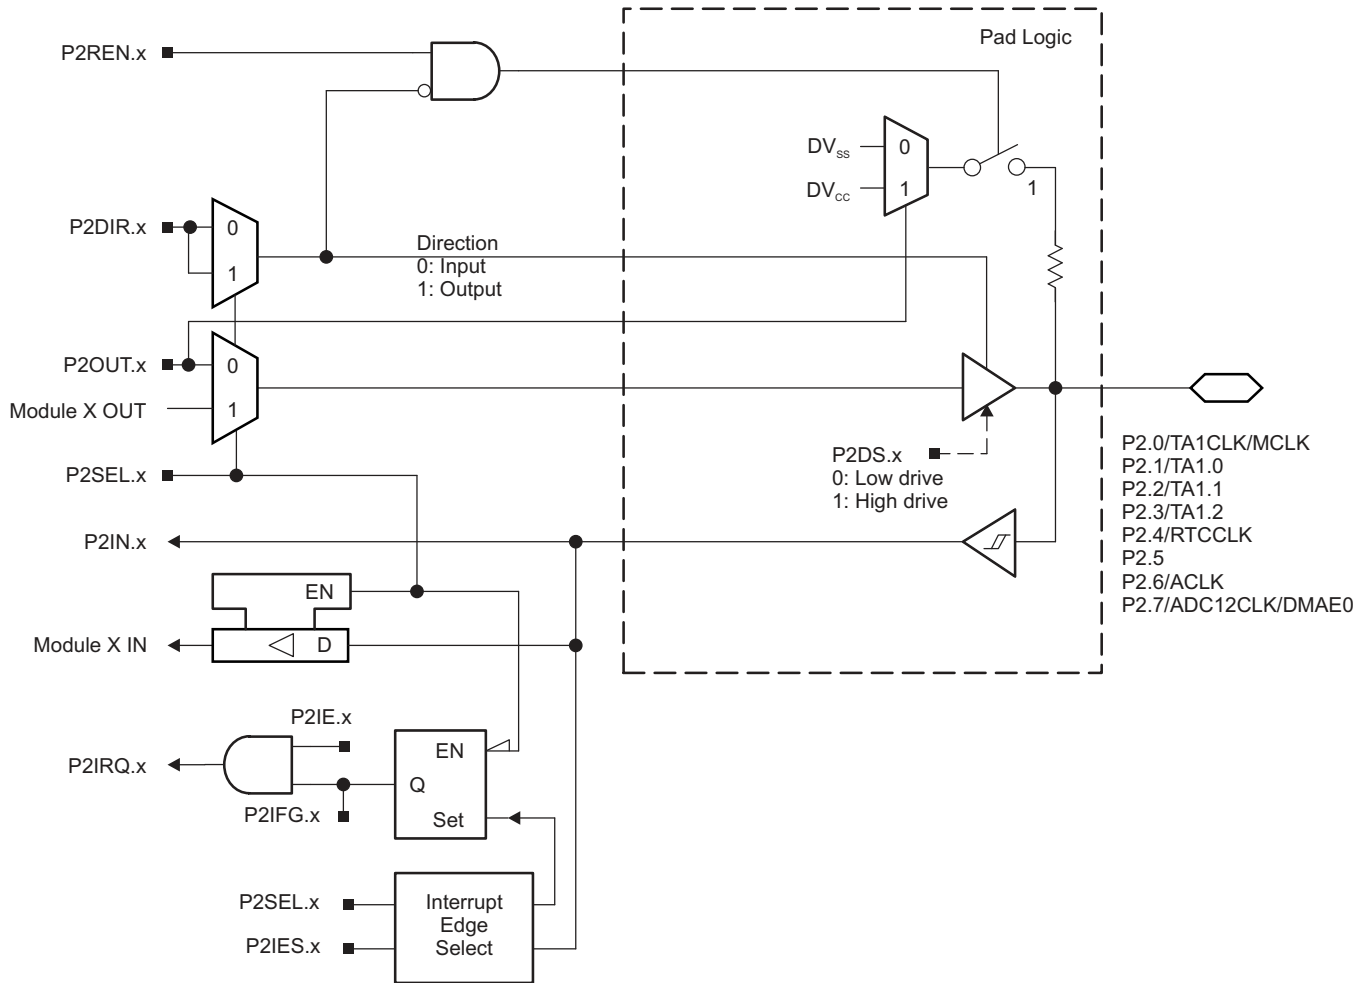 Pad Logic
P2REN.x
DVSS
0
DVCC
1
1
P2DIR.x
0
1
Direction
0: Input
1: Output
P2OUT.x
0
Module X OUT
1
P2SEL.x
P2DS.x
0: Low drive
1: High drive
P2.0/TA1CLK/MCLK
P2.1/TA1.0
P2.2/TA1.1
P2.3/TA1.2
P2.4/RTCCLK
P2.5
P2.6/ACLK
P2.7/ADC12CLK/DMAE0
P2IN.x
EN
Module X IN
D
P2IE.x
P2IRQ.x
EN
Q
P2IFG.x
Set
P2SEL.x
P2IES.x
Interrupt
Edge
Select